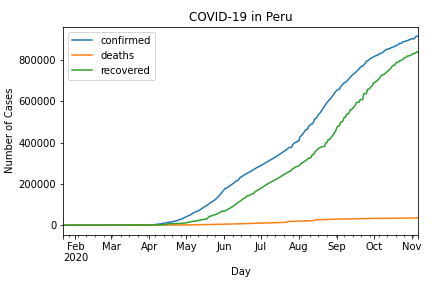 COVID-19 in Peru
confirmed
deaths
recovered
Number of Cases
800000
600000
400000
200000
0
Feb Mar Apr May Jun Jul Aug Sep Oct Nov
2020
Day